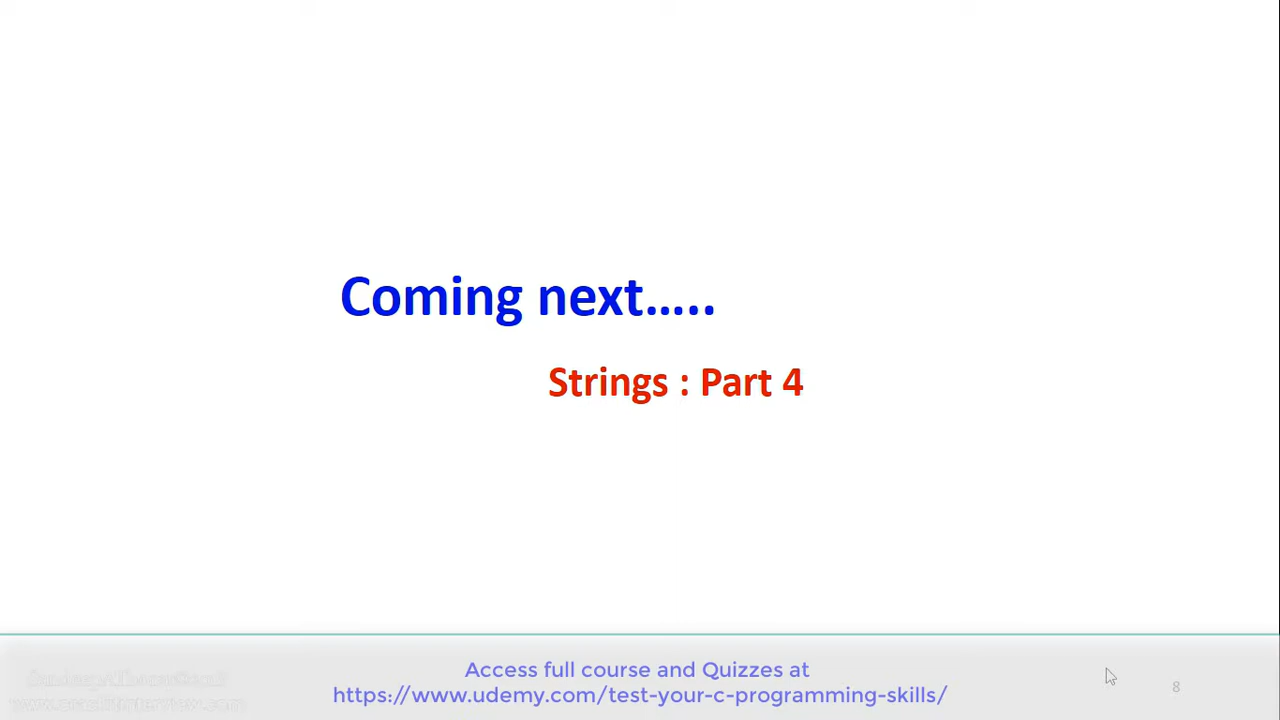 Coming next…..
Strings : Part 4
Access full course and Quizzes at
https://www.udemy.com/test-your-c-programming-skills/
8